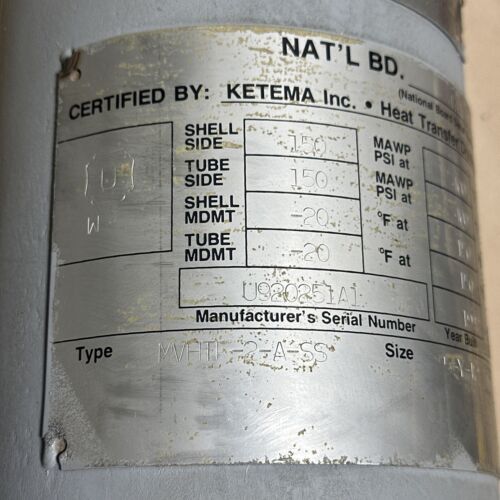 NAT'L BD.
(National Board
CERTIFIED BY: KETEMA Inc. • Heat Transfer
U
W
SHELL SIDE 150 MAWP PSI at
TUBE SIDE 150 MAWP PSI at
SHELL MDMT -20 °F at
TUBE MDMT -20 °F at
U920251A1
Manufacturer's Serial Number Year Built
Type MVHTL-2-A-SS Size